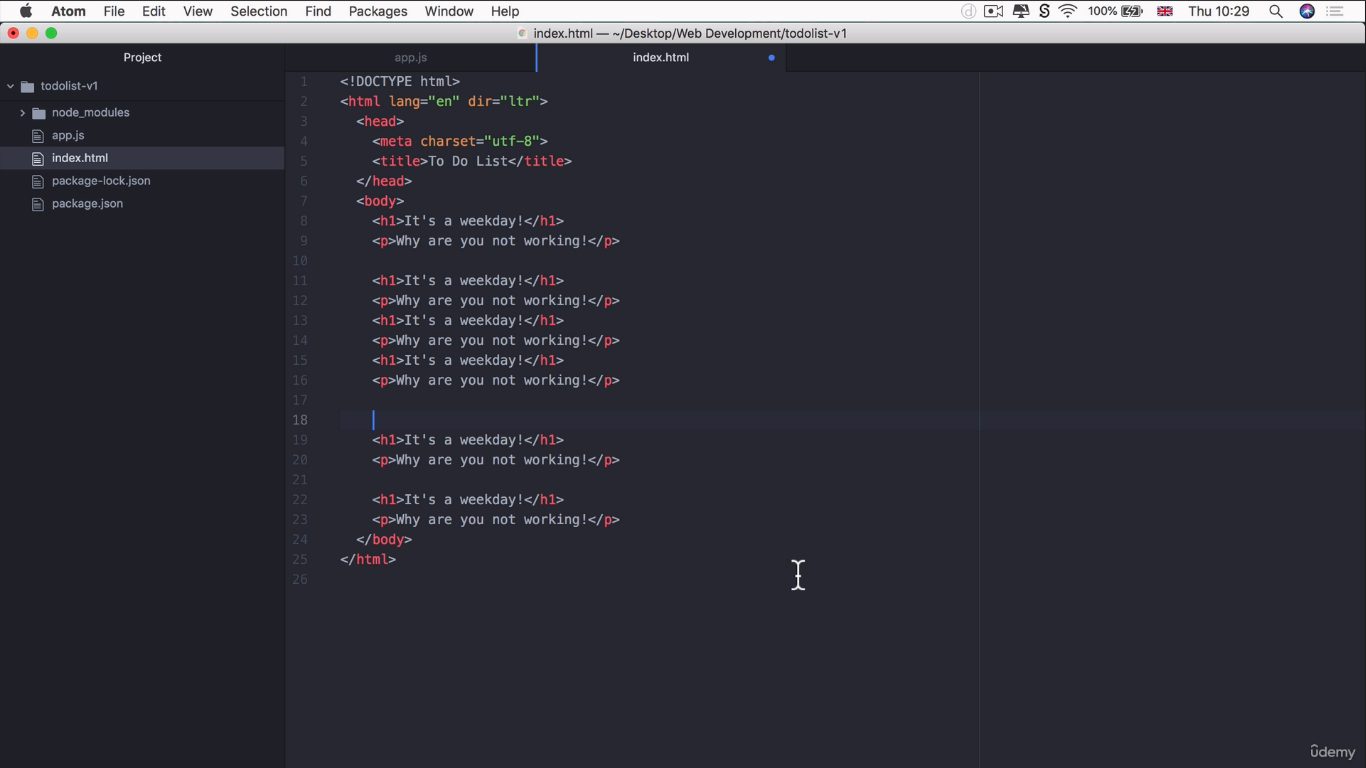 Atom File Edit View Selection Find Packages Window Help 100% Thu 10:29
index.html — ~/Desktop/Web Development/todolist-v1
Project app.js index.html
todolist-v1
node_modules
app.js
index.html
package-lock.json
package.json
1 <!DOCTYPE html>
2 <html lang="en" dir="ltr">
3 <head>
4 <meta charset="utf-8">
5 <title>To Do List</title>
6 </head>
7 <body>
8 <h1>It's a weekday!</h1>
9 <p>Why are you not working!</p>
10
11 <h1>It's a weekday!</h1>
12 <p>Why are you not working!</p>
13 <h1>It's a weekday!</h1>
14 <p>Why are you not working!</p>
15 <h1>It's a weekday!</h1>
16 <p>Why are you not working!</p>
17
18
19 <h1>It's a weekday!</h1>
20 <p>Why are you not working!</p>
21
22 <h1>It's a weekday!</h1>
23 <p>Why are you not working!</p>
24 </body>
25 </html>
26
ûdemy